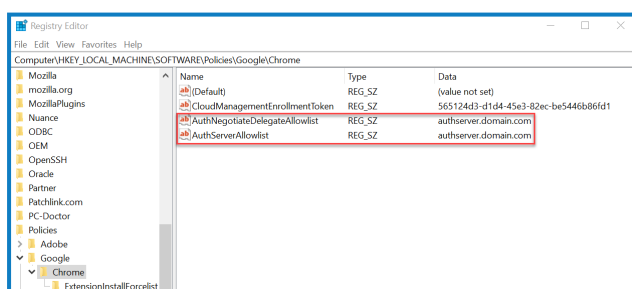 Registry Editor
File Edit View Favorites Help
Computer\HKEY_LOCAL_MACHINE\SOFTWARE\Policies\Google\Chrome
Mozilla
mozilla.org
MozillaPlugins
Nuance
ODBC
OEM
OpenSSH
Oracle
Partner
Patchlink.com
PC-Doctor
Policies
Adobe
Google
Chrome
ExtensionInstallForcelist
Name Type Data
(Default) REG_SZ (value not set)
CloudManagementEnrollmentToken REG_SZ 565124d3-d1d4-45e3-82ec-be5446b86fd1
AuthNegotiateDelegateAllowlist REG_SZ authserver.domain.com
AuthServerAllowlist REG_SZ authserver.domain.com